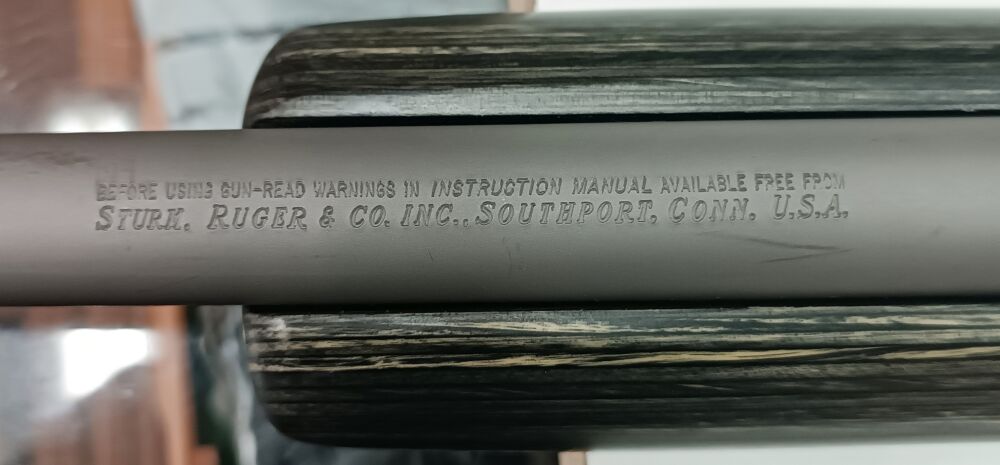 BEFORE USING GUN-READ WARNINGS IN INSTRUCTION MANUAL AVAILABLE FREE FROM
STURM, RUGER & CO. INC., SOUTHPORT, CONN. U.S.A.